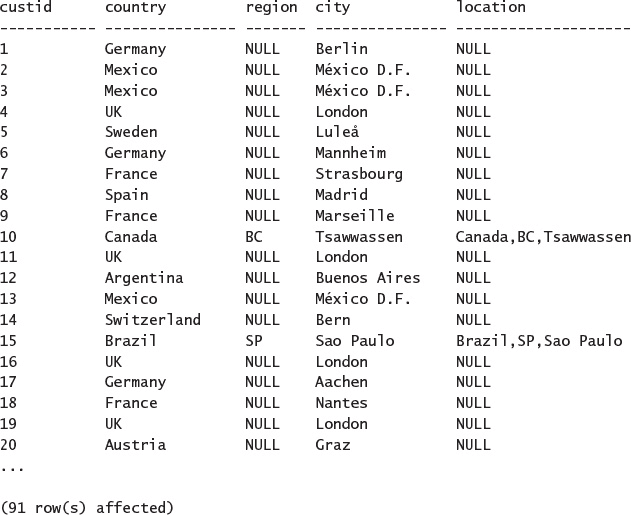 custid country region city location
----------- --------------- ------- --------------- --------------------
1 Germany NULL Berlin NULL
2 Mexico NULL México D.F. NULL
3 Mexico NULL México D.F. NULL
4 UK NULL London NULL
5 Sweden NULL Luleå NULL
6 Germany NULL Mannheim NULL
7 France NULL Strasbourg NULL
8 Spain NULL Madrid NULL
9 France NULL Marseille NULL
10 Canada BC Tsawwassen Canada,BC,Tsawwassen
11 UK NULL London NULL
12 Argentina NULL Buenos Aires NULL
13 Mexico NULL México D.F. NULL
14 Switzerland NULL Bern NULL
15 Brazil SP Sao Paulo Brazil,SP,Sao Paulo
16 UK NULL London NULL
17 Germany NULL Aachen NULL
18 France NULL Nantes NULL
19 UK NULL London NULL
20 Austria NULL Graz NULL
...
(91 row(s) affected)